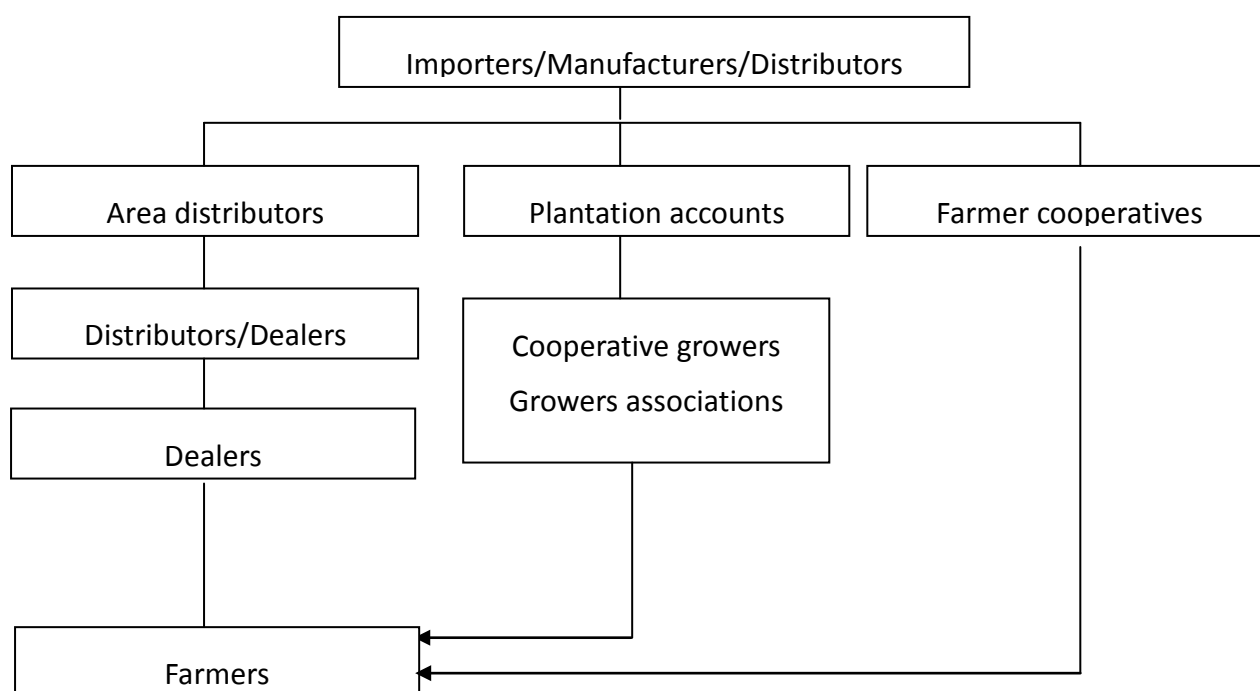 Importers/Manufacturers/Distributors
Area distributors
Plantation accounts
Farmer cooperatives
Distributors/Dealers
Cooperative growers
Growers associations
Dealers
Farmers